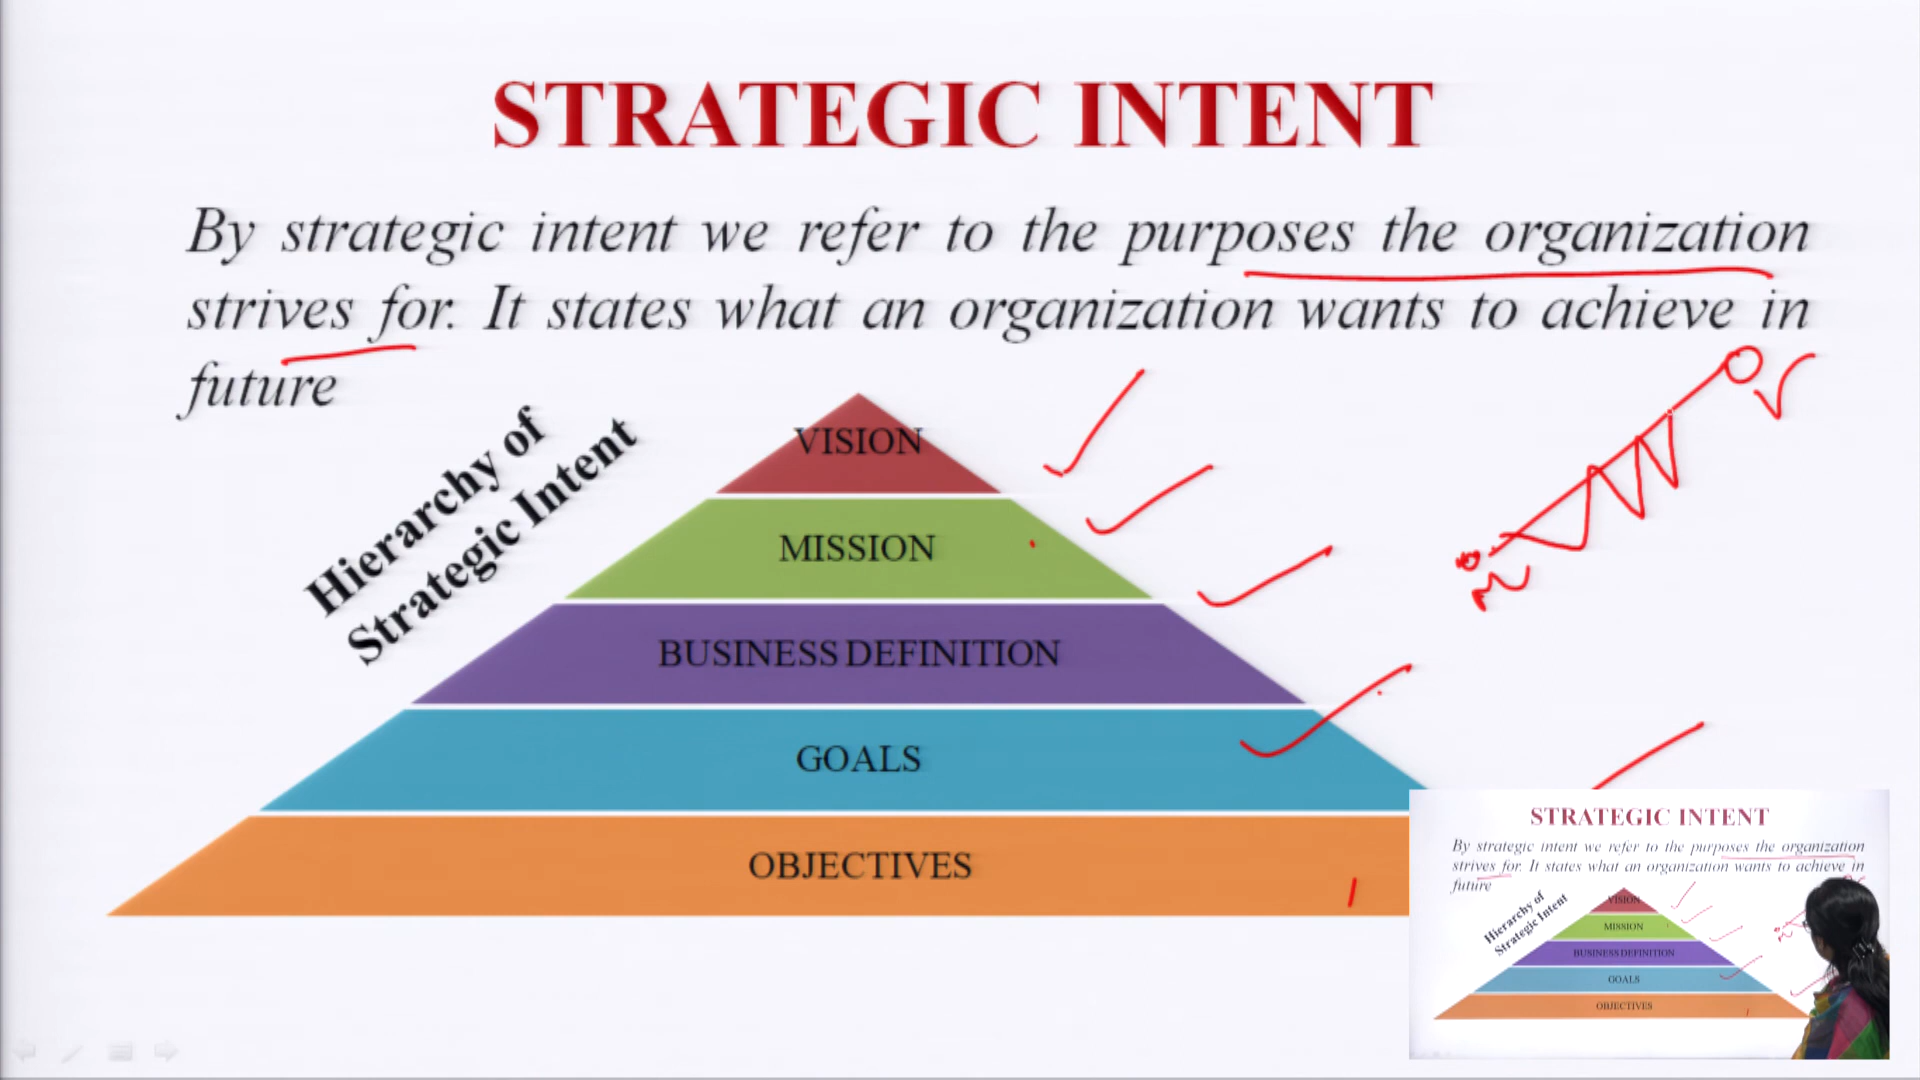 STRATEGIC INTENT
By strategic intent we refer to the purposes the organization
strives for. It states what an organization wants to achieve in
future
Hierarchy of
Strategic Intent
VISION
MISSION
BUSINESS DEFINITION
GOALS
OBJECTIVES
V
m
STRATEGIC INTENT
By strategic intent we refer to the purposes the organization
strives for. It states what an organization wants to achieve in
future
Hierarchy of
Strategic Intent
VISION
MISSION
BUSINESS DEFINITION
GOALS
OBJECTIVES